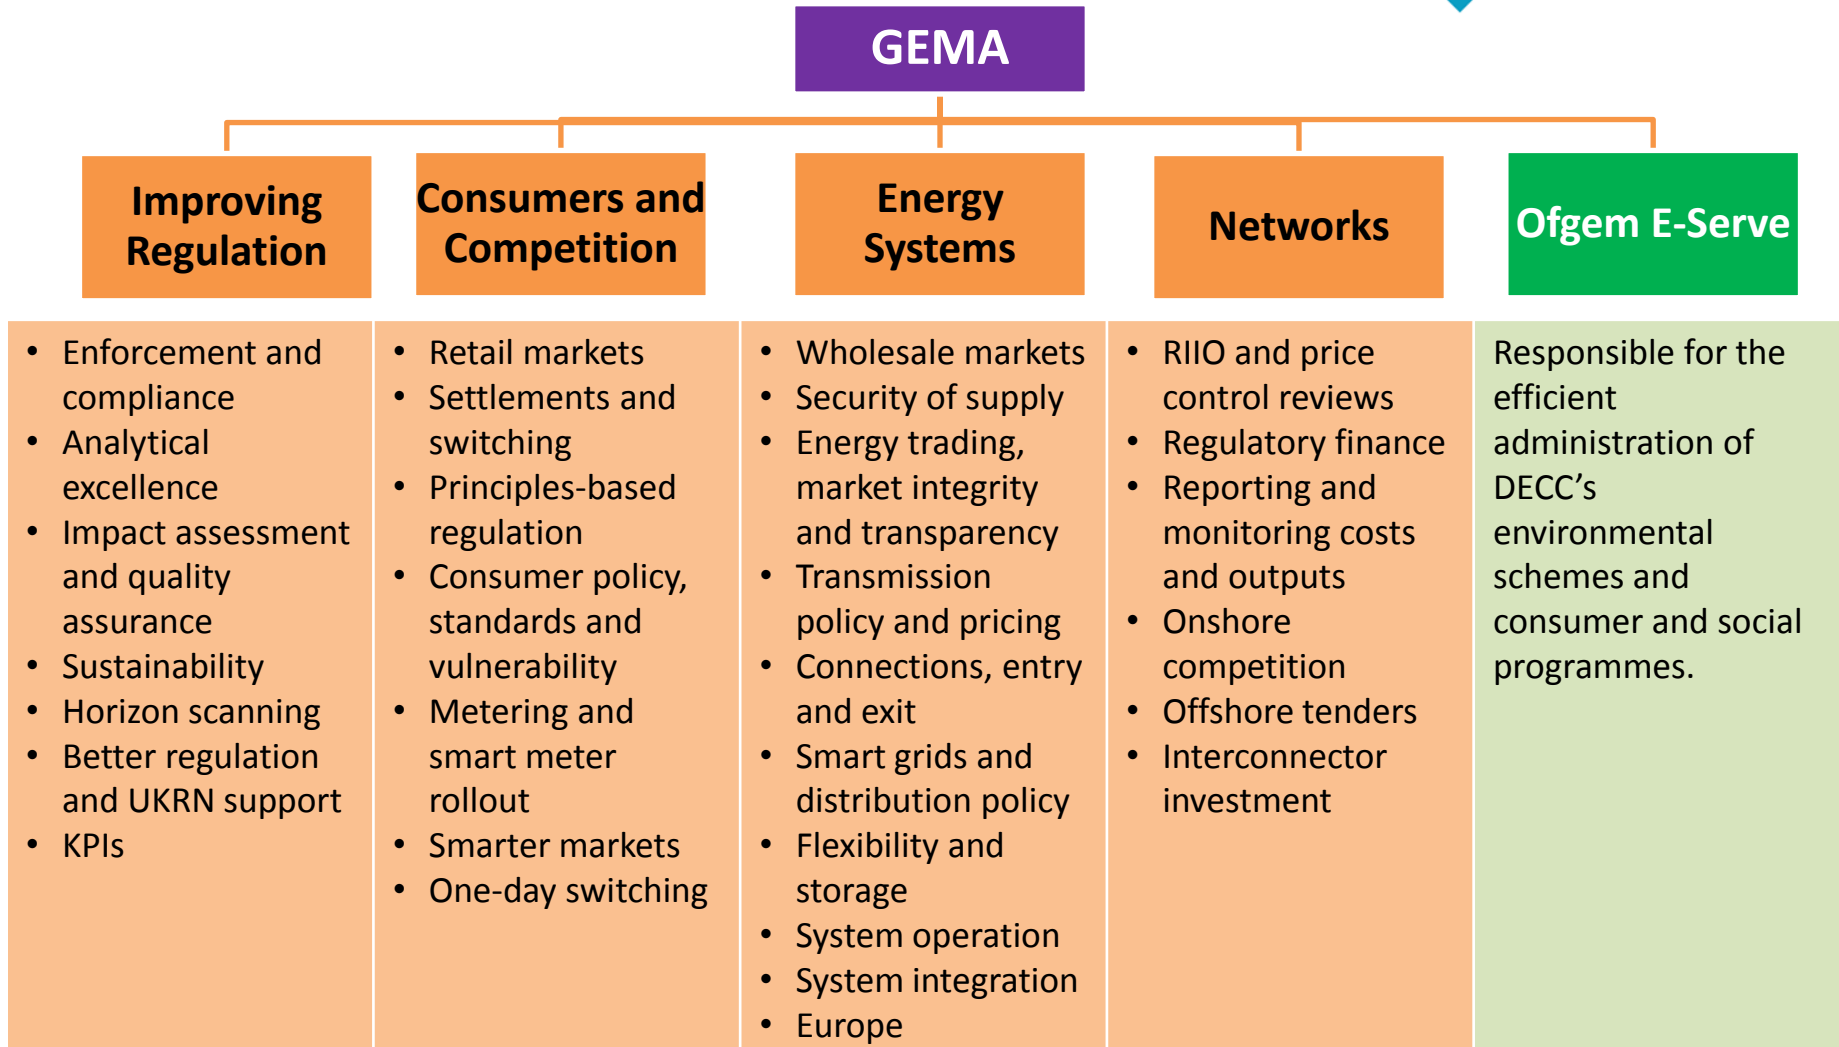 GEMA
Improving
Regulation
Consumers and
Competition
Energy
Systems
Networks
Ofgem E-Serve
• Enforcement and
compliance
• Analytical
excellence
• Impact assessment
and quality
assurance
• Sustainability
• Horizon scanning
• Better regulation
and UKRN support
• KPIs
• Retail markets
• Settlements and
switching
• Principles-based
regulation
• Consumer policy,
standards and
vulnerability
• Metering and
smart meter
rollout
• Smarter markets
• One-day switching
• Wholesale markets
• Security of supply
• Energy trading,
market integrity
and transparency
• Transmission
policy and pricing
• Connections, entry
and exit
• Smart grids and
distribution policy
• Flexibility and
storage
• System operation
• System integration
• Europe
• RIIO and price
control reviews
• Regulatory finance
• Reporting and
monitoring costs
and outputs
• Onshore
competition
• Offshore tenders
• Interconnector
investment
Responsible for the
efficient
administration of
DECC’s
environmental
schemes and
consumer and social
programmes.